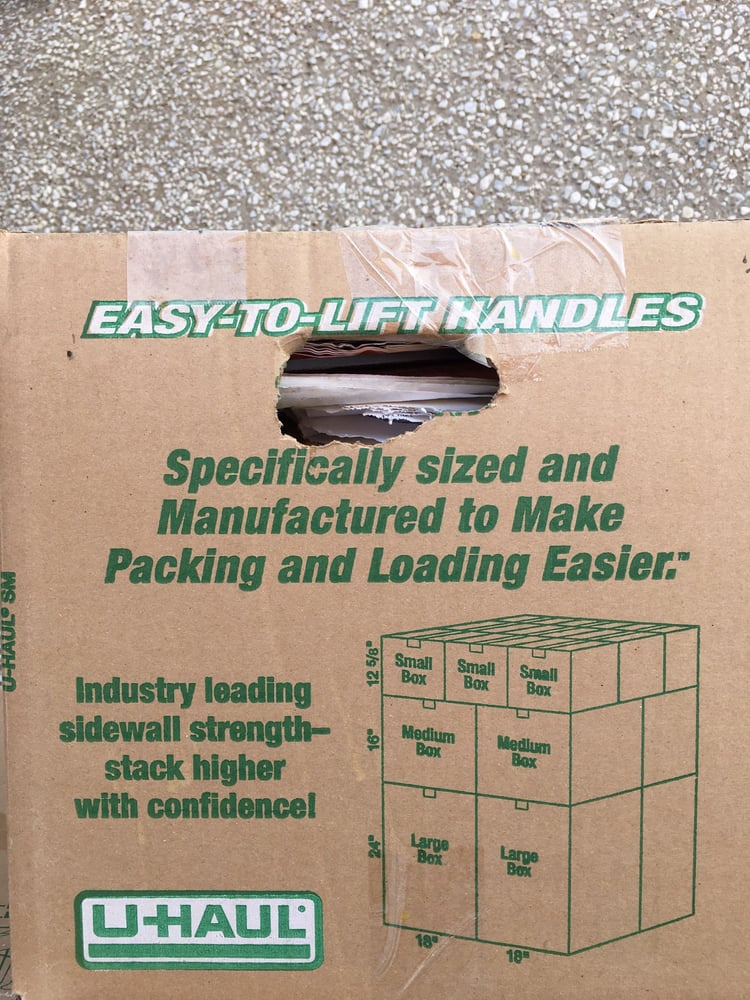 EASY-TO-LIFT HANDLES
Specifically sized and
Manufactured to Make
Packing and Loading Easier.™
U-HAUL® SM
Industry leading
sidewall strength–
stack higher
with confidence!
12 5/8"
Small
Box
Small
Box
Small
Box
16"
Medium
Box
Medium
Box
24"
Large
Box
Large
Box
18"
18"
U-HAUL®